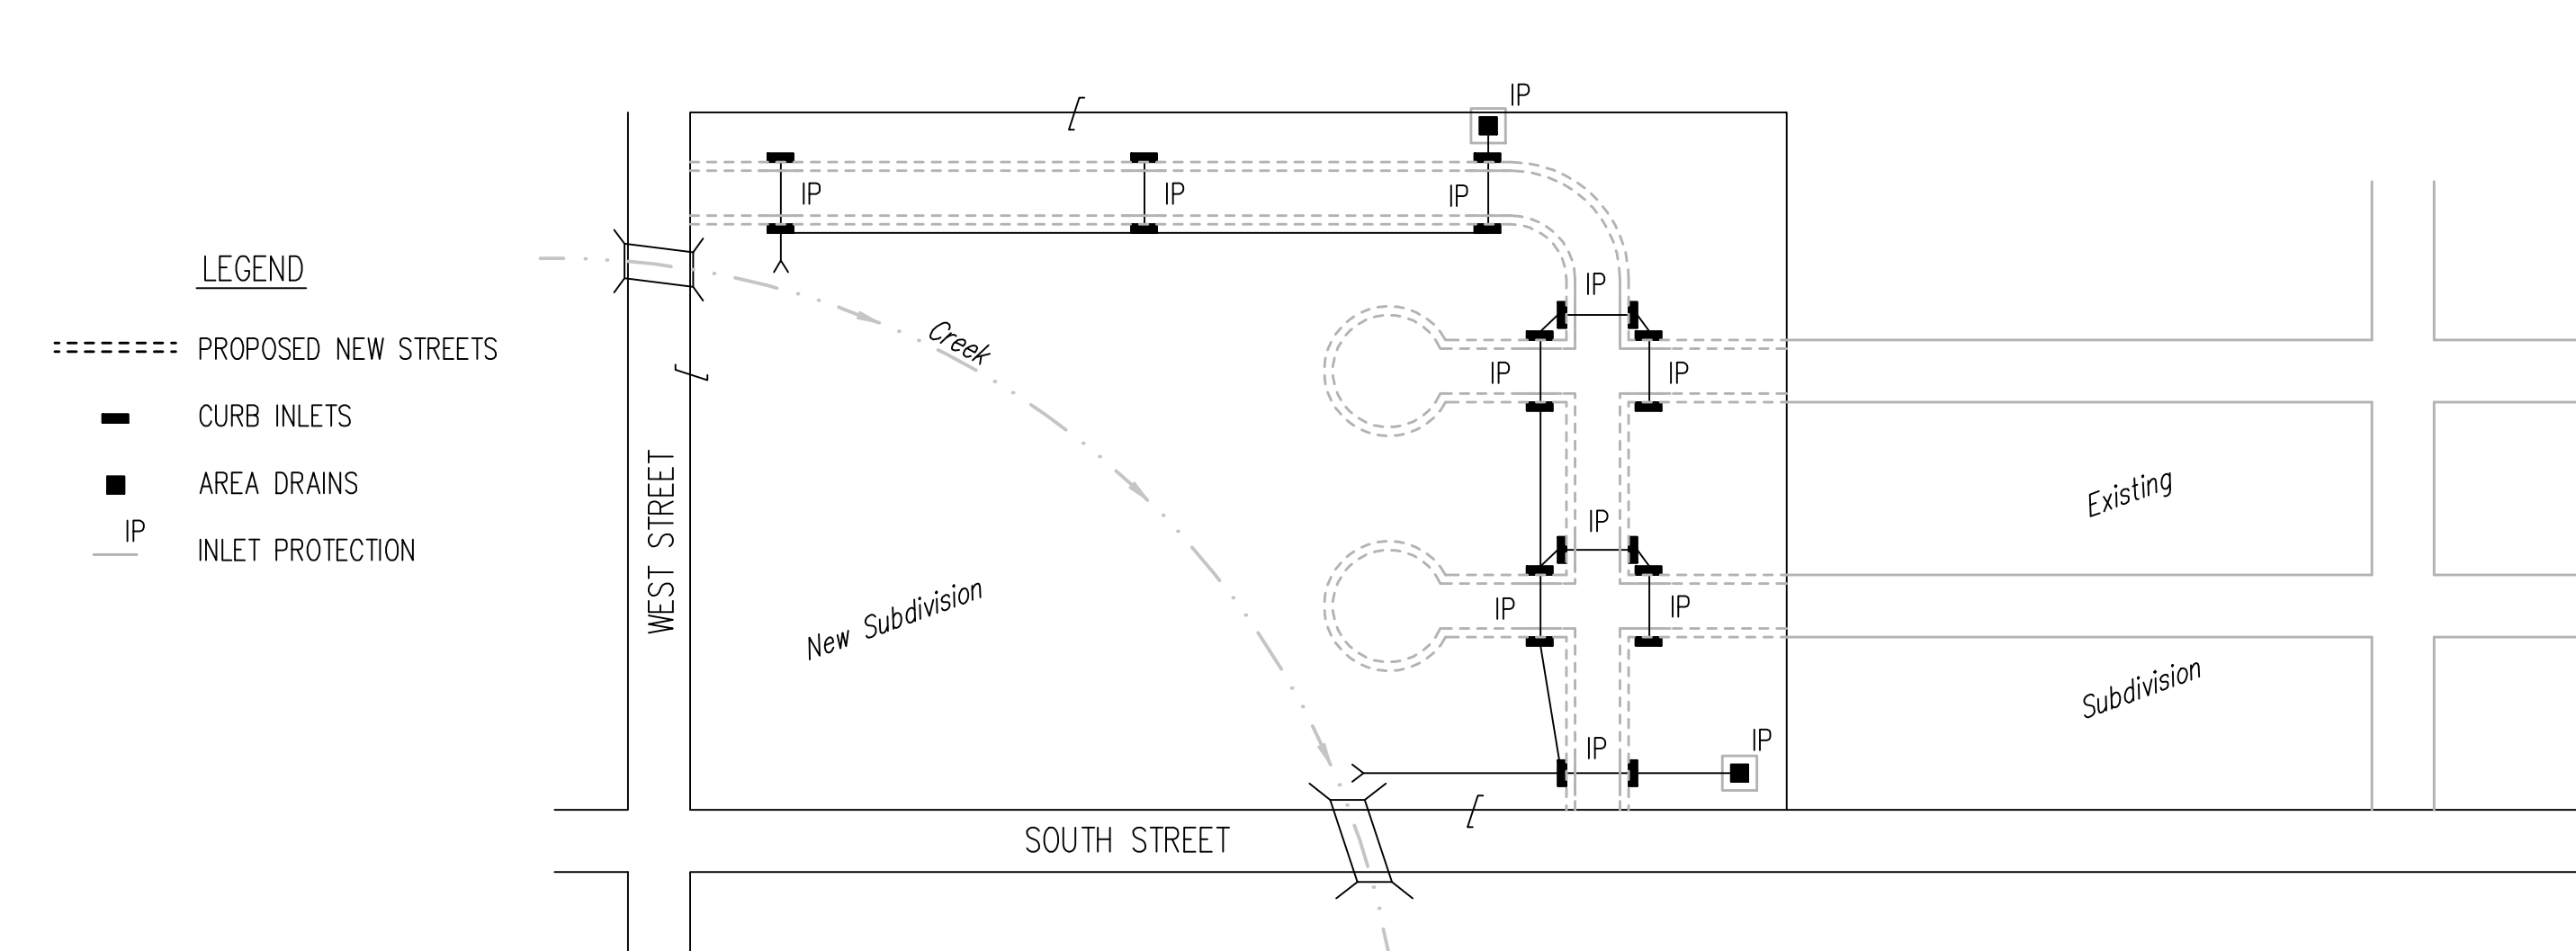 IP
IP
IP
IP
LEGEND
IP
PROPOSED NEW STREETS
Creek
IP
IP
CURB INLETS
AREA DRAINS
Existing
IP
IP
INLET PROTECTION
WEST STREET
New Subdivision
IP
IP
Subdivision
IP
IP
SOUTH STREET